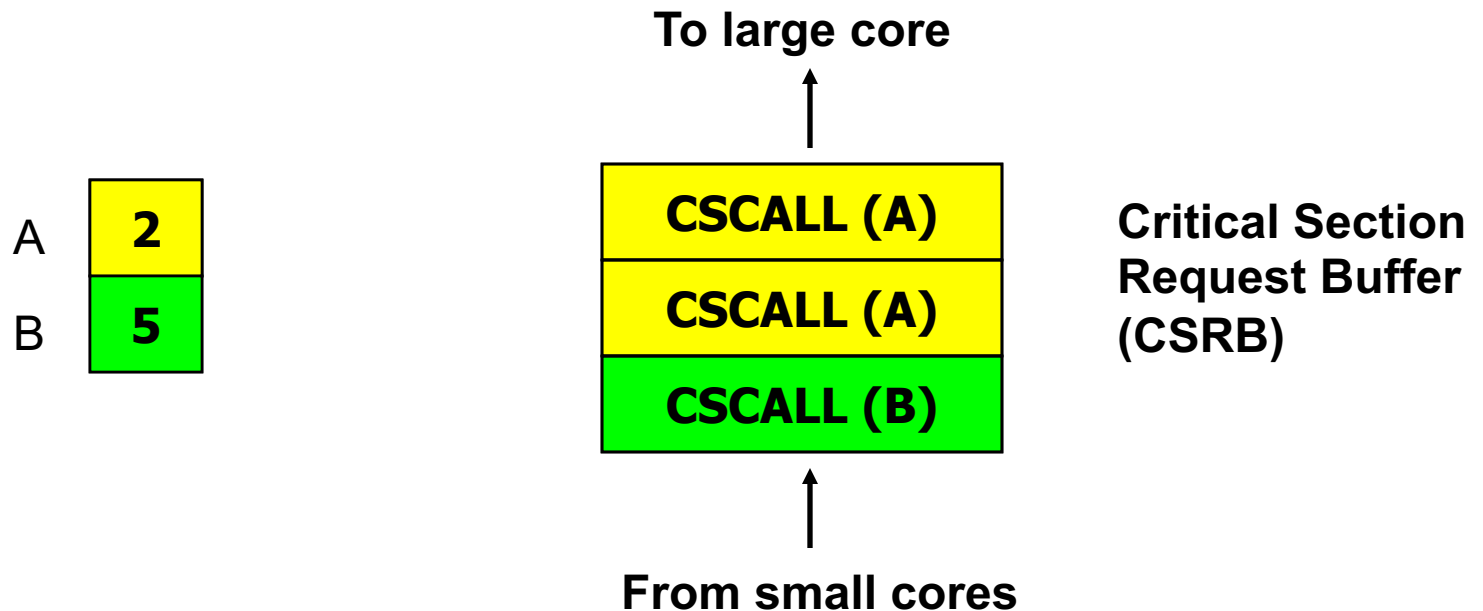 To large core
A
2
B
5
CSCALL (A)
CSCALL (A)
CSCALL (B)
Critical Section
Request Buffer
(CSRB)
From small cores